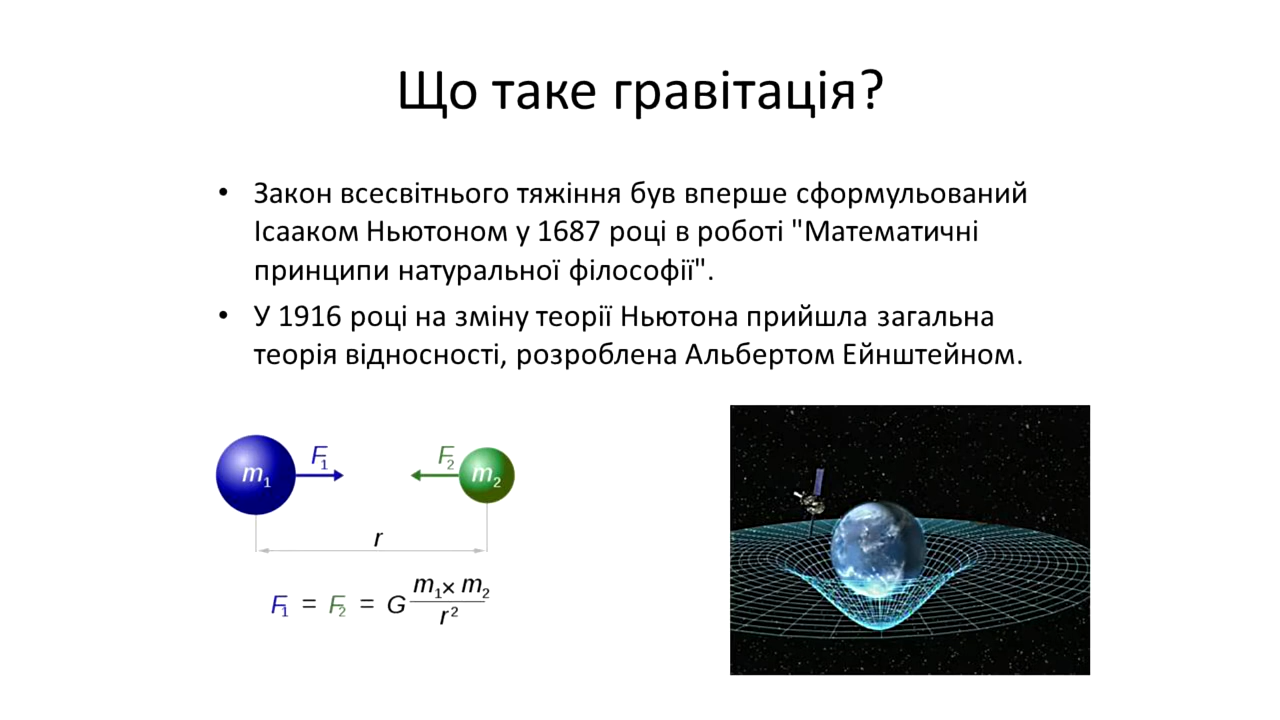 Що таке гравітація?
• Закон всесвітнього тяжіння був вперше сформульований
Ісааком Ньютоном у 1687 році в роботі "Математичні
принципи натуральної філософії".
• У 1916 році на зміну теорії Ньютона прийшла загальна
теорія відносності, розроблена Альбертом Ейнштейном.
m₁ F₁ F₂ m₂
r
F₁ = F₂ = G m₁× m₂ / r²